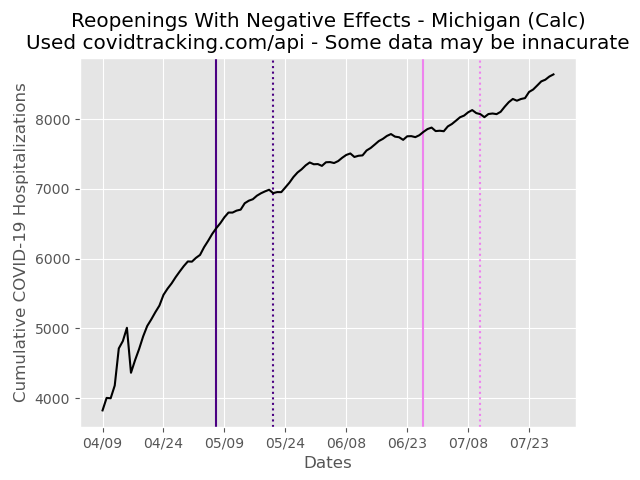 Reopenings With Negative Effects - Michigan (Calc)
Used covidtracking.com/api - Some data may be innacurate
Cumulative COVID-19 Hospitalizations
8000
7000
6000
5000
4000
04/09 04/24 05/09 05/24 06/08 06/23 07/08 07/23
Dates